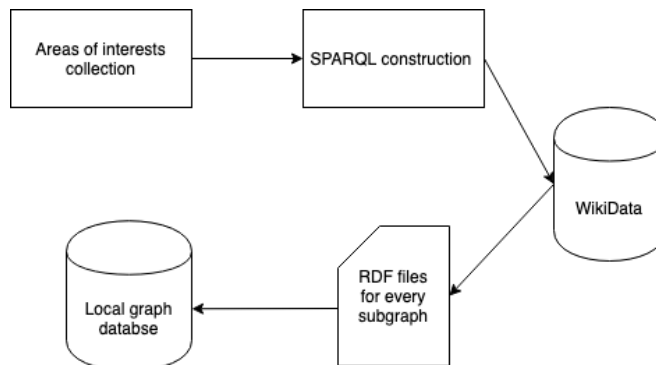 Areas of interests
collection
SPARQL construction
WikiData
RDF files
for every
subgraph
Local graph
databse